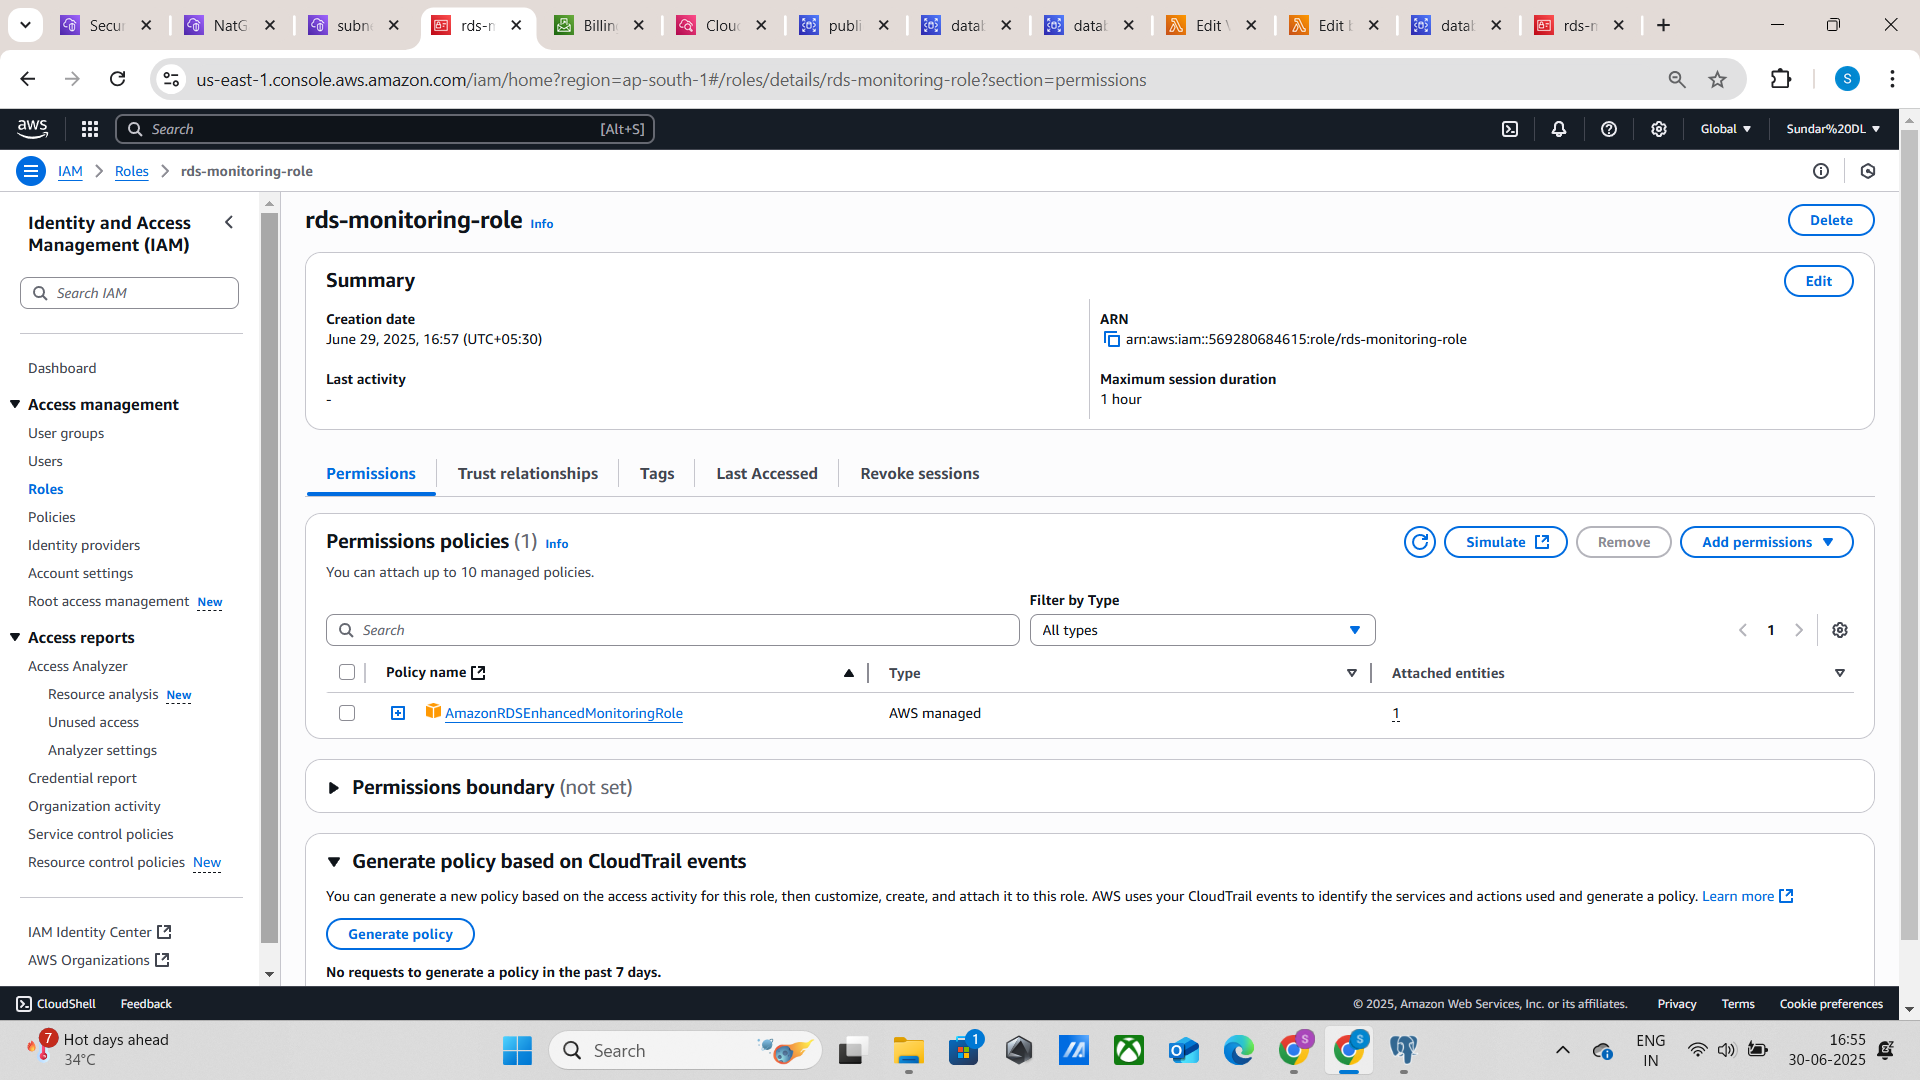 Secur
NatG
subne
rds-m
Billin
Clou
publi
datab
datab
Edit V
Edit b
datab
rds-m
us-east-1.console.aws.amazon.com/iam/home?region=ap-south-1#/roles/details/rds-monitoring-role?section=permissions
S
aws
Search
[Alt+S]
Global
Sundar%20DL
IAM
Roles
rds-monitoring-role
Identity and Access
Management (IAM)
Search IAM
Dashboard
Access management
User groups
Users
Roles
Policies
Identity providers
Account settings
Root access management New
Access reports
Access Analyzer
Resource analysis New
Unused access
Analyzer settings
Credential report
Organization activity
Service control policies
Resource control policies New
IAM Identity Center
AWS Organizations
rds-monitoring-role Info
Delete
Summary
Edit
Creation date
June 29, 2025, 16:57 (UTC+05:30)
ARN
arn:aws:iam::569280684615:role/rds-monitoring-role
Last activity
-
Maximum session duration
1 hour
Permissions
Trust relationships
Tags
Last Accessed
Revoke sessions
Permissions policies (1) Info
Simulate
Remove
Add permissions
You can attach up to 10 managed policies.
Filter by Type
Search
All types
1
Policy name
Type
Attached entities
AmazonRDSEnhancedMonitoringRole
AWS managed
1
Permissions boundary (not set)
Generate policy based on CloudTrail events
You can generate a new policy based on the access activity for this role, then customize, create, and attach it to this role. AWS uses your CloudTrail events to identify the services and actions used and generate a policy. Learn more
Generate policy
No requests to generate a policy in the past 7 days.
CloudShell
Feedback
© 2025, Amazon Web Services, Inc. or its affiliates.
Privacy
Terms
Cookie preferences
7
Hot days ahead
34°C
Search
1
S
S
ENG
IN
16:55
30-06-2025